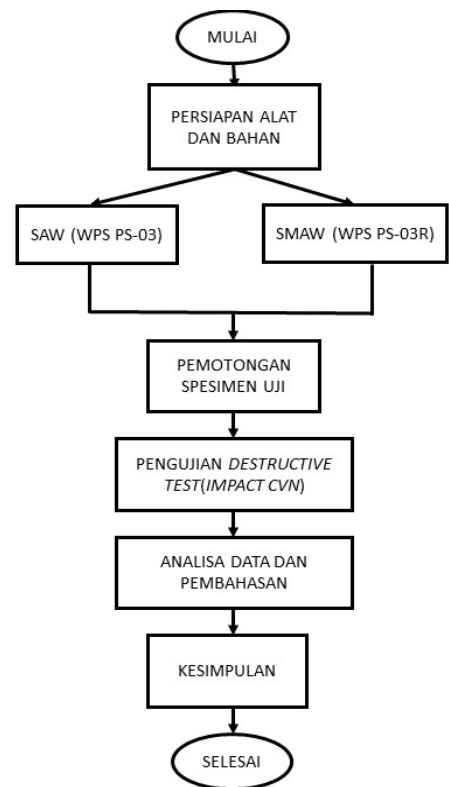 MULAI
PERSIAPAN ALAT
DAN BAHAN
SAW (WPS PS-03)
SMAW (WPS PS-03R)
PEMOTONGAN
SPESIMEN UJI
PENGUJIAN DESTRUCTIVE
TEST(IMPACT CVN)
ANALISA DATA DAN
PEMBAHASAN
KESIMPULAN
SELESAI